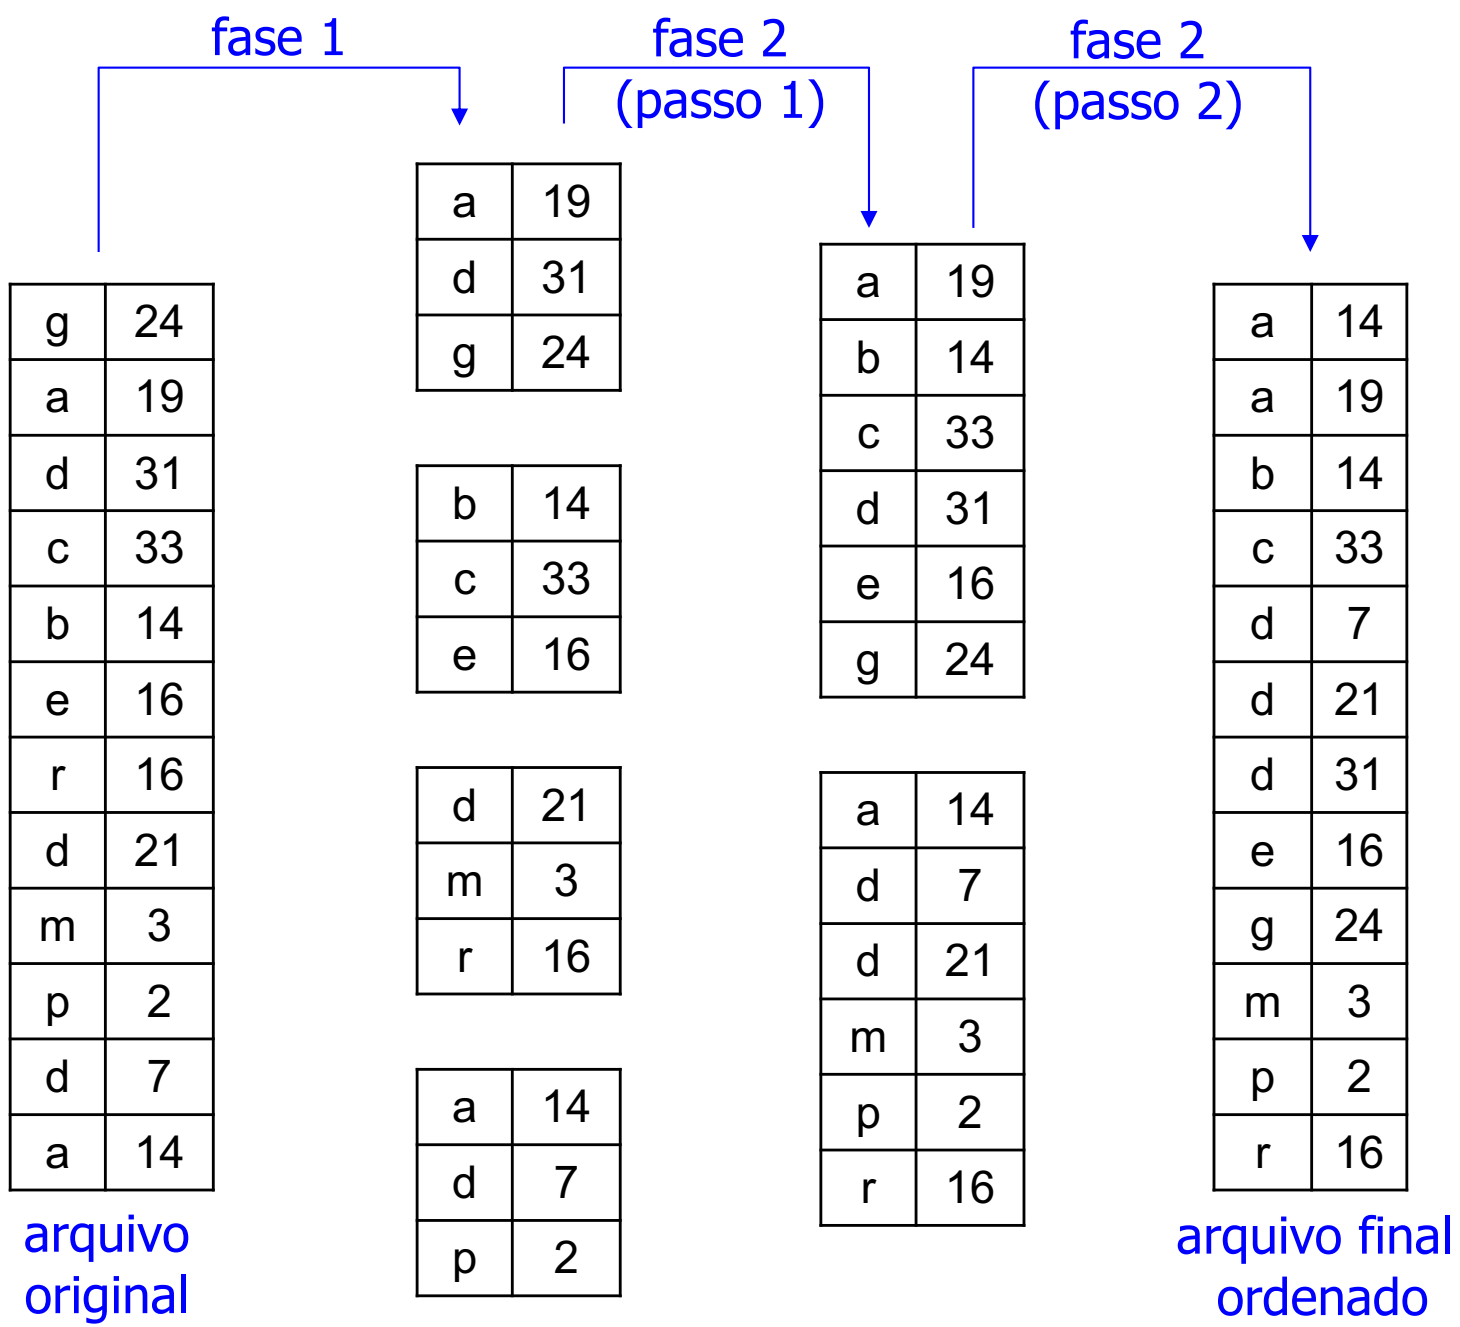 fase 1
fase 2
(passo 1)
fase 2
(passo 2)
g 24
a 19
d 31
c 33
b 14
e 16
r 16
d 21
m 3
p 2
d 7
a 14
arquivo
original
a 19
d 31
g 24
b 14
c 33
e 16
d 21
m 3
r 16
a 14
d 7
p 2
a 19
b 14
c 33
d 31
e 16
g 24
a 14
d 7
d 21
m 3
p 2
r 16
a 14
a 19
b 14
c 33
d 7
d 21
d 31
e 16
g 24
m 3
p 2
r 16
arquivo final
ordenado